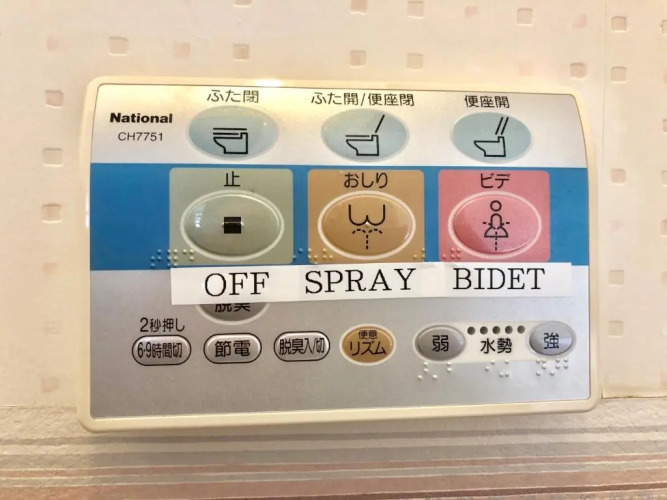 ふた閉 ふた開/便座閉 便座開
National
CH7751
止 おしり ビデ
OFF SPRAY BIDET
脱臭
2秒押し
6・9時間切 節電 脱臭入/切 便意リズム 弱 水勢 強